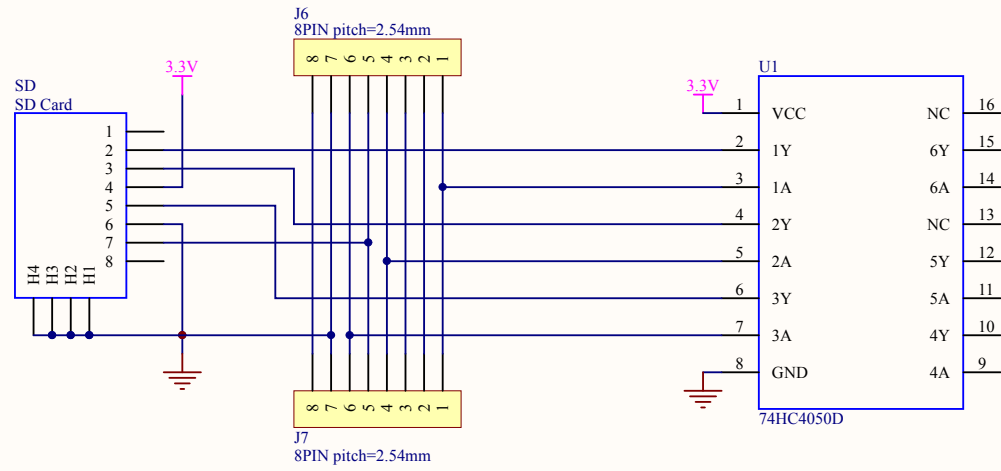 J6
8PIN pitch=2.54mm
8 7 6 5 4 3 2 1
3.3V
SD
SD Card
1
2
3
4
5
6
7
8
H4 H3 H2 H1
8 7 6 5 4 3 2 1
J7
8PIN pitch=2.54mm
U1
3.3V
1 VCC NC 16
2 1Y 6Y 15
3 1A 6A 14
4 2Y NC 13
5 2A 5Y 12
6 3Y 5A 11
7 3A 4Y 10
8 GND 4A 9
74HC4050D